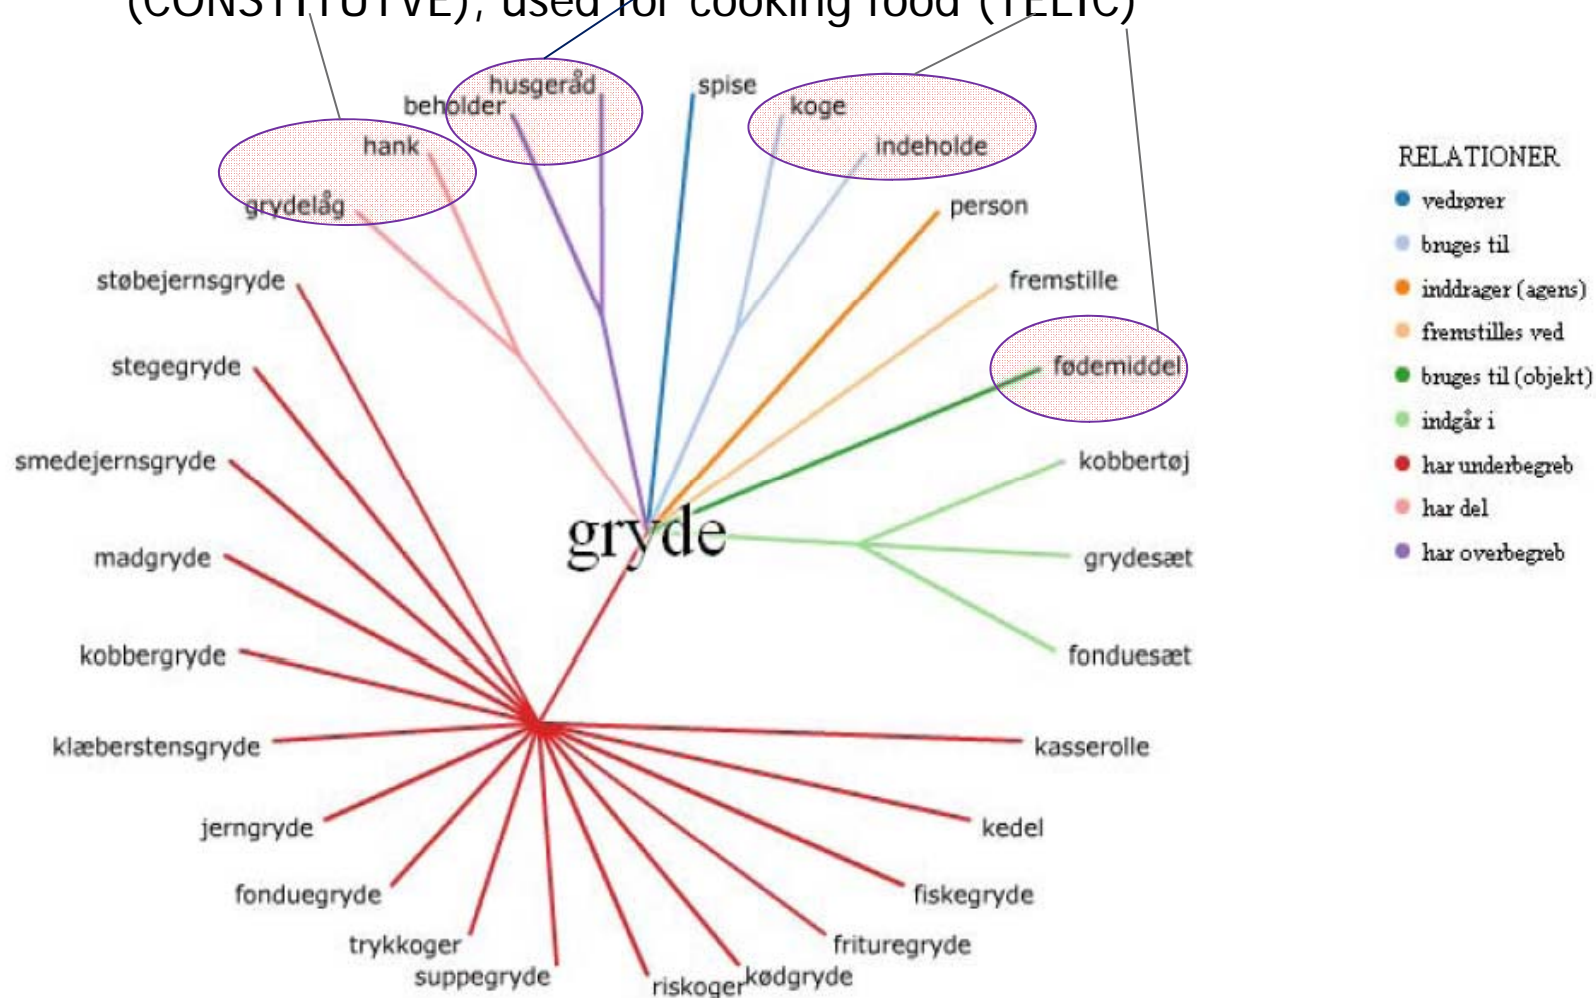 (CONSTITUTVE), used for cooking food (TELIC)
husgeråd
spise
beholder
koge
hank
indeholde
grydelåg
person
støbejernsgryde
fremstille
stegegryde
fødemiddel
smedejernsgryde
kobbertøj
gryde
madgryde
grydesæt
kobbergryde
fonduesæt
klæberstensgryde
kasserolle
jerngryde
kedel
fonduegryde
fiskegryde
trykkoger
frituregryde
suppegryde
riskoger
kødgryde
RELATIONER
vedrører
bruges til
inddrager (agens)
fremstilles ved
bruges til (objekt)
indgår i
har underbegreb
har del
har overbegreb